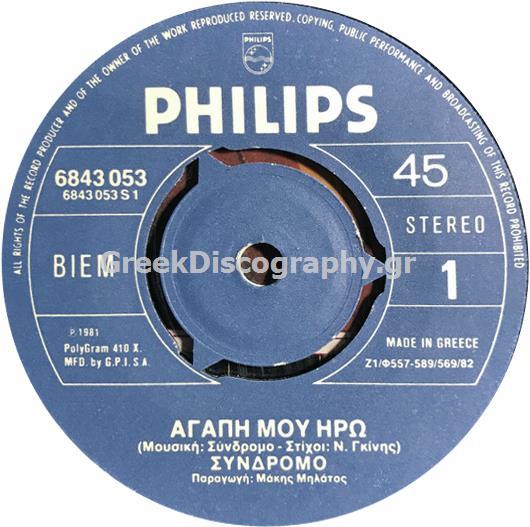 ALL RIGHTS OF THE RECORD PRODUCER AND OF THE OWNER OF THE WORK REPRODUCED RESERVED. COPYING, PUBLIC PERFORMANCE AND BROADCASTING OF THIS RECORD PROHIBITED
PHILIPS
PHILIPS
6843 053
6843 053 S 1
45
STEREO
BIEM
1
GreekDiscography.gr
P. 1981
PolyGram 410 X.
MFD. by G.P.I.S.A.
MADE IN GREECE
Z1/Φ557-589/569/82
ΑΓΑΠΗ ΜΟΥ ΗΡΩ
(Μουσική: Σύνδρομο - Στίχοι: Ν. Γκίνης)
ΣΥΝΔΡΟΜΟ
Παραγωγή: Μάκης Μηλάτος